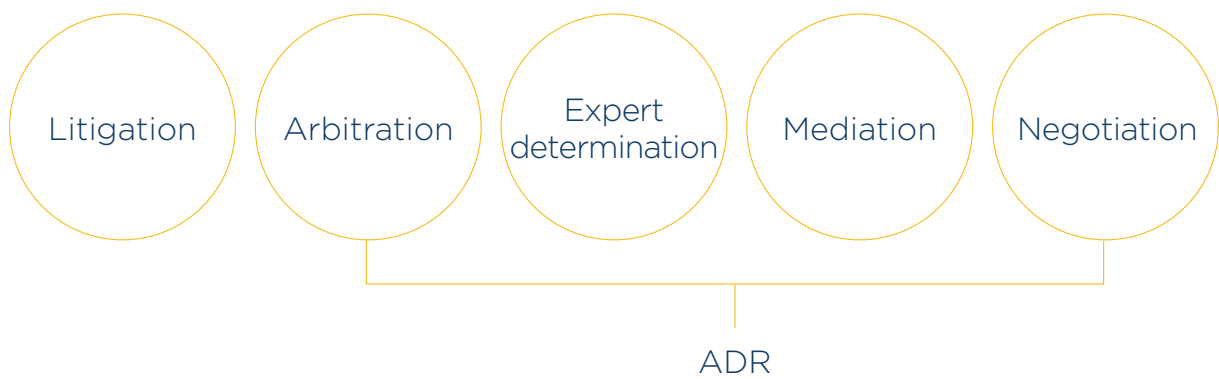 Litigation
Arbitration
Expert
determination
Mediation
Negotiation
ADR